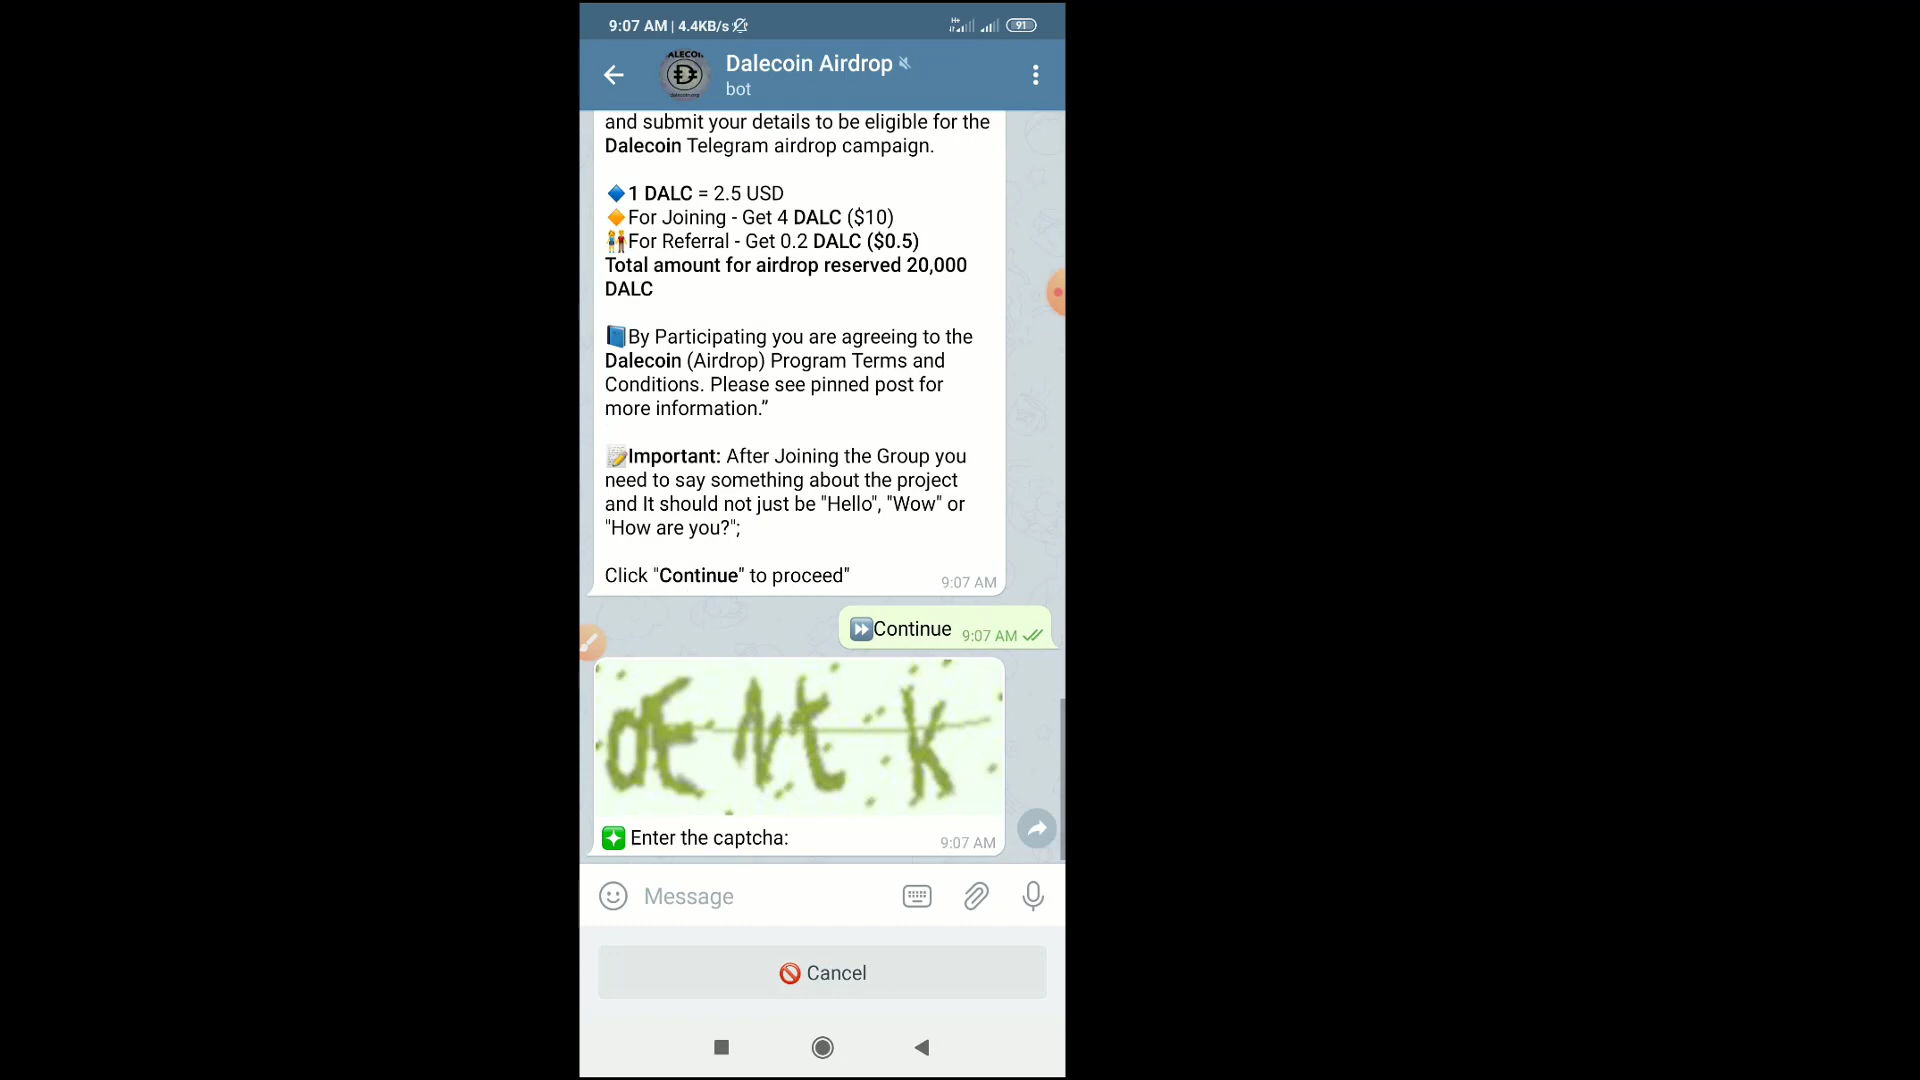 9:07 AM | 4.4KB/s
H+
91
ALECOI
Dalecoin Airdrop
bot
and submit your details to be eligible for the
Dalecoin Telegram airdrop campaign.
🔷1 DALC = 2.5 USD
🔶For Joining - Get 4 DALC ($10)
👫For Referral - Get 0.2 DALC ($0.5)
Total amount for airdrop reserved 20,000
DALC
📘By Participating you are agreeing to the
Dalecoin (Airdrop) Program Terms and
Conditions. Please see pinned post for
more information.”
📝Important: After Joining the Group you
need to say something about the project
and It should not just be "Hello", "Wow" or
"How are you?";
Click "Continue" to proceed"
9:07 AM
⏩Continue 9:07 AM
Enter the captcha:
9:07 AM
Message
🚫 Cancel